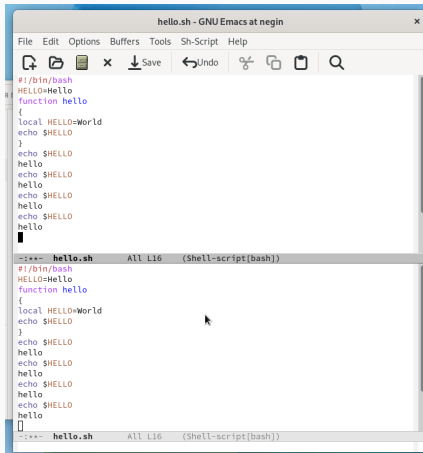 hello.sh - GNU Emacs at negin
File Edit Options Buffers Tools Sh-Script Help
Save Undo
#!/bin/bash
HELLO=Hello
function hello
{
local HELLO=World
echo $HELLO
}
echo $HELLO
hello
echo $HELLO
hello
echo $HELLO
hello
echo $HELLO
hello
-:**- hello.sh All L16 (Shell-script[bash])
#!/bin/bash
HELLO=Hello
function hello
{
local HELLO=World
echo $HELLO
}
echo $HELLO
hello
echo $HELLO
hello
echo $HELLO
hello
echo $HELLO
hello
-:**- hello.sh All L16 (Shell-script[bash])